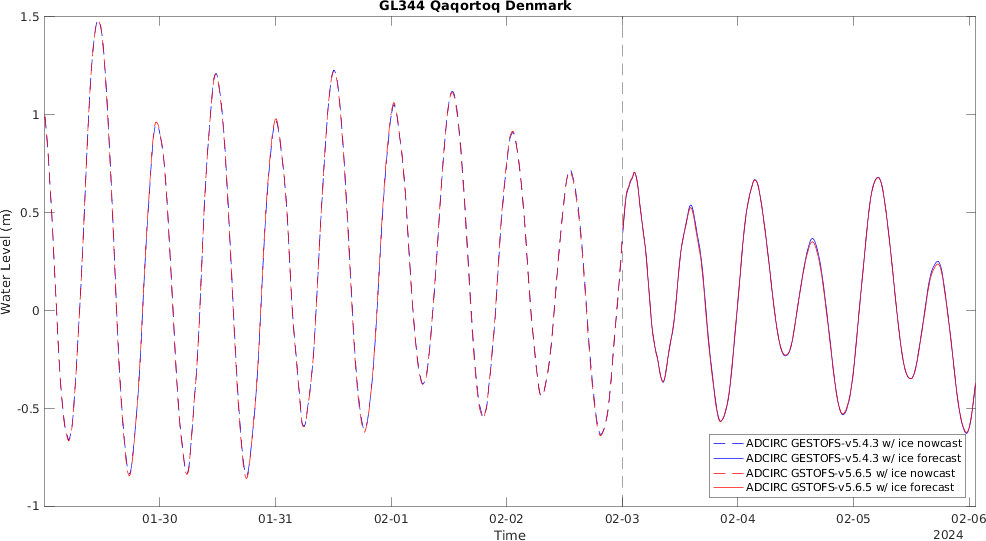 GL344 Qaqortoq Denmark
1.5
1
0.5
0
-0.5
-1
Water Level (m)
01-30
01-31
02-01
02-02
02-03
02-04
02-05
02-06
Time
2024
ADCIRC GESTOFS-v5.4.3 w/ ice nowcast
ADCIRC GESTOFS-v5.4.3 w/ ice forecast
ADCIRC GSTOFS-v5.6.5 w/ ice nowcast
ADCIRC GSTOFS-v5.6.5 w/ ice forecast